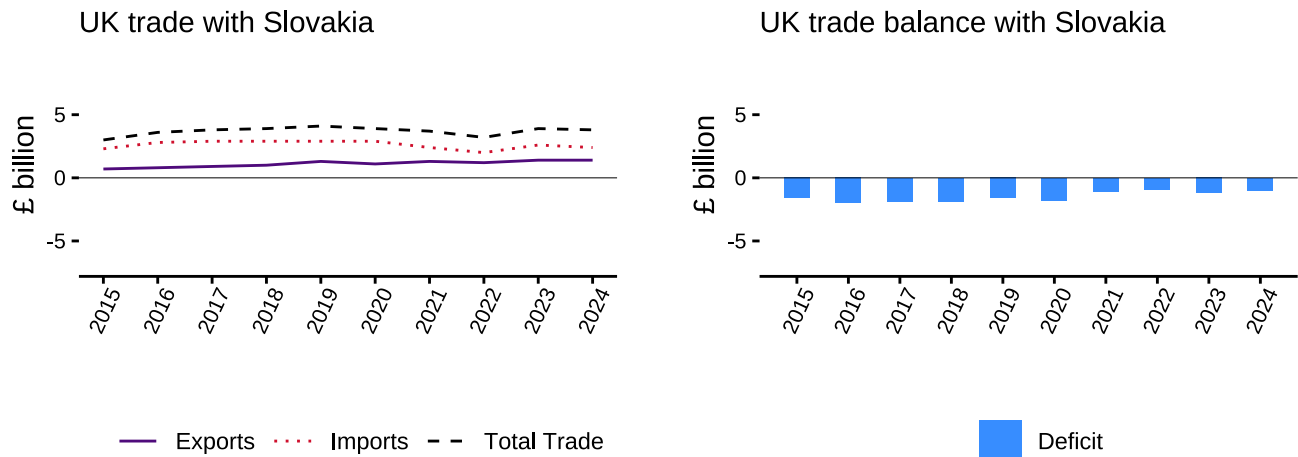 UK trade with Slovakia
£ billion
5
0
-5
2015 2016 2017 2018 2019 2020 2021 2022 2023 2024
Exports Imports Total Trade
UK trade balance with Slovakia
£ billion
5
0
-5
2015 2016 2017 2018 2019 2020 2021 2022 2023 2024
Deficit